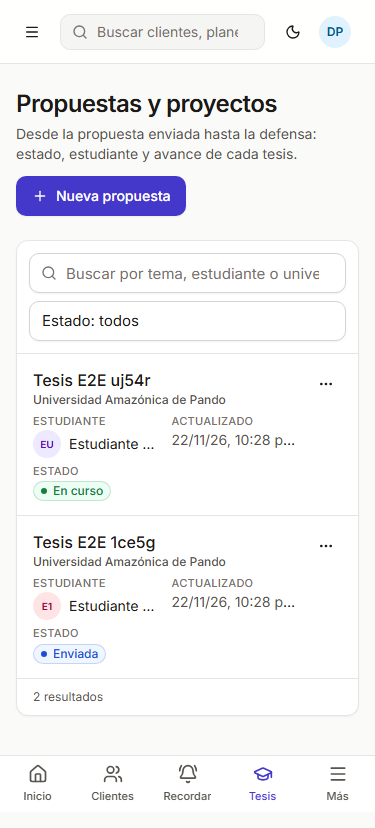 Buscar clientes, plane
DP
Propuestas y proyectos
Desde la propuesta enviada hasta la defensa:
estado, estudiante y avance de cada tesis.
Nueva propuesta
Buscar por tema, estudiante o unive
Estado: todos
Tesis E2E uj54r
Universidad Amazónica de Pando
ESTUDIANTE ACTUALIZADO
EU Estudiante ... 22/11/26, 10:28 p...
ESTADO
En curso
Tesis E2E 1ce5g
Universidad Amazónica de Pando
ESTUDIANTE ACTUALIZADO
E1 Estudiante ... 22/11/26, 10:28 p...
ESTADO
Enviada
2 resultados
Inicio Clientes Recordar Tesis Más